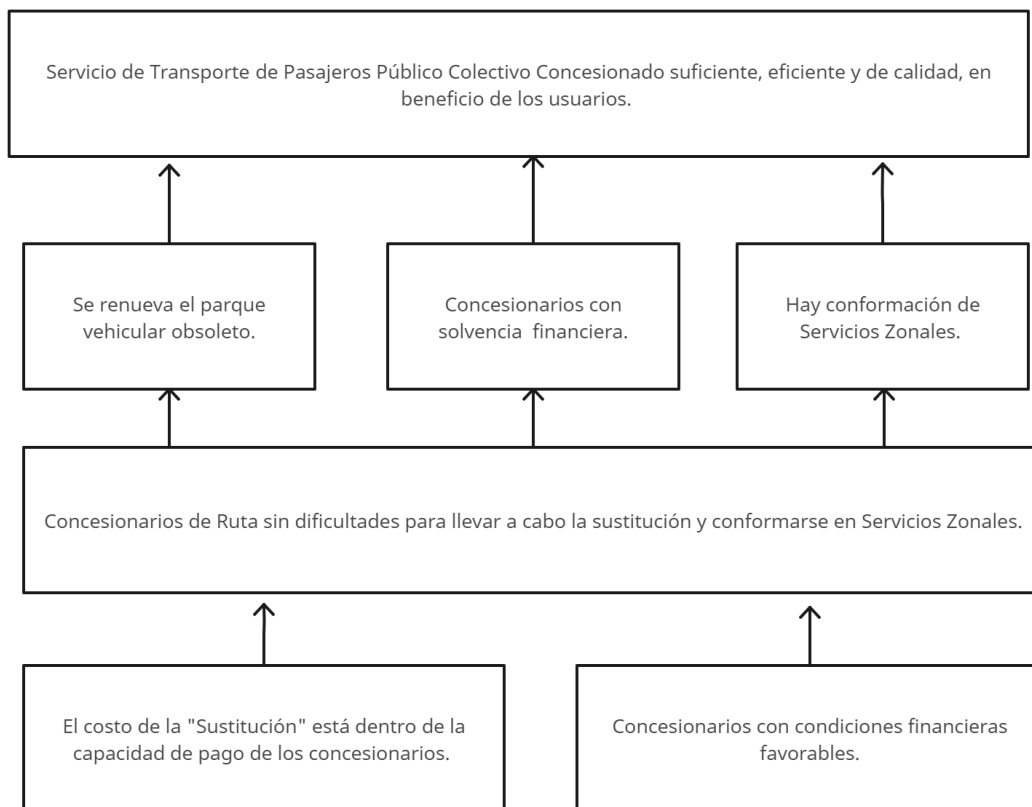 Servicio de Transporte de Pasajeros Público Colectivo Concesionado suficiente, eficiente y de calidad, en
beneficio de los usuarios.
Se renueva el parque
vehicular obsoleto.
Concesionarios con
solvencia financiera.
Hay conformación de
Servicios Zonales.
Concesionarios de Ruta sin dificultades para llevar a cabo la sustitución y conformarse en Servicios Zonales.
El costo de la "Sustitución" está dentro de la
capacidad de pago de los concesionarios.
Concesionarios con condiciones financieras
favorables.